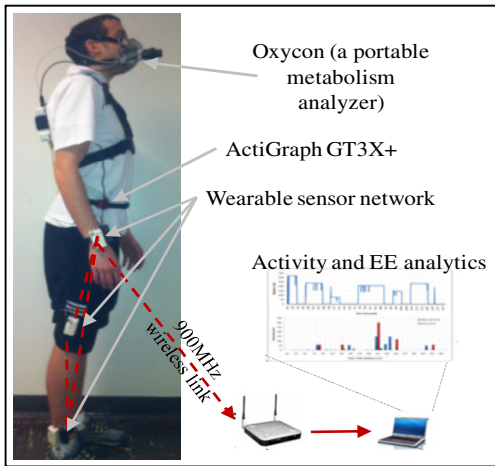 Oxycon (a portable
metabolism
analyzer)
ActiGraph GT3X+
Wearable sensor network
Activity and EE analytics
900MHz
wireless link